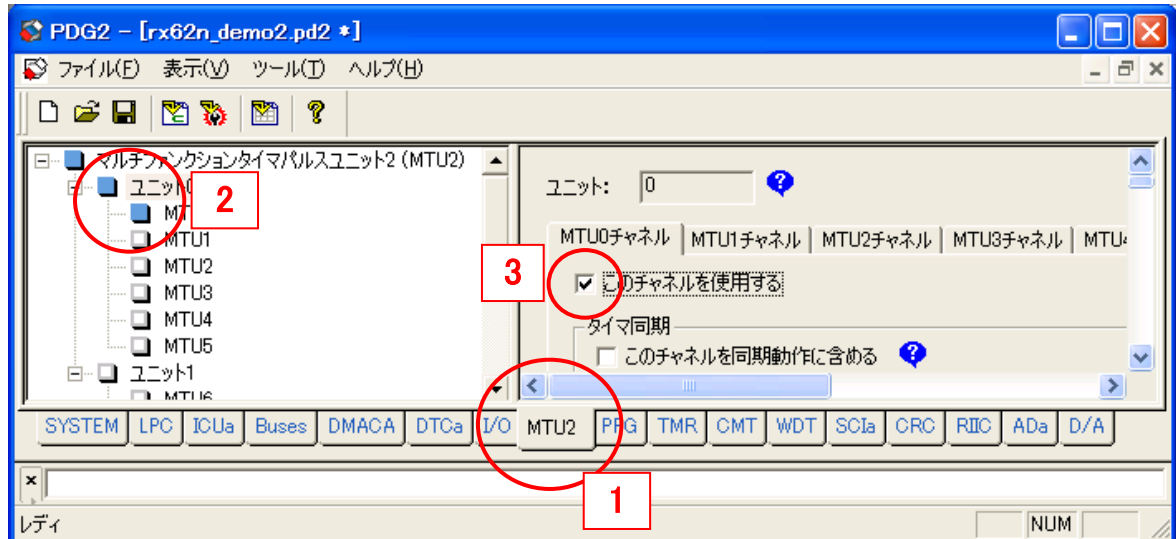 PDG2 - [rx62n_demo2.pd2 *]
ファイル(F) 表示(V) ツール(T) ヘルプ(H)
マルチファンクションタイマパルスユニット2 (MTU2)
ユニット0
MT
MTU1
MTU2
MTU3
MTU4
MTU5
ユニット1
MTU6
2
ユニット: 0
MTU0チャネル MTU1チャネル MTU2チャネル MTU3チャネル MTU4
3
このチャネルを使用する
タイマ同期
このチャネルを同期動作に含める
SYSTEM LPC ICUa Buses DMACA DTCa I/O MTU2 PPG TMR CMT WDT SCIa CRC RIIC ADa D/A
1
レディ
NUM